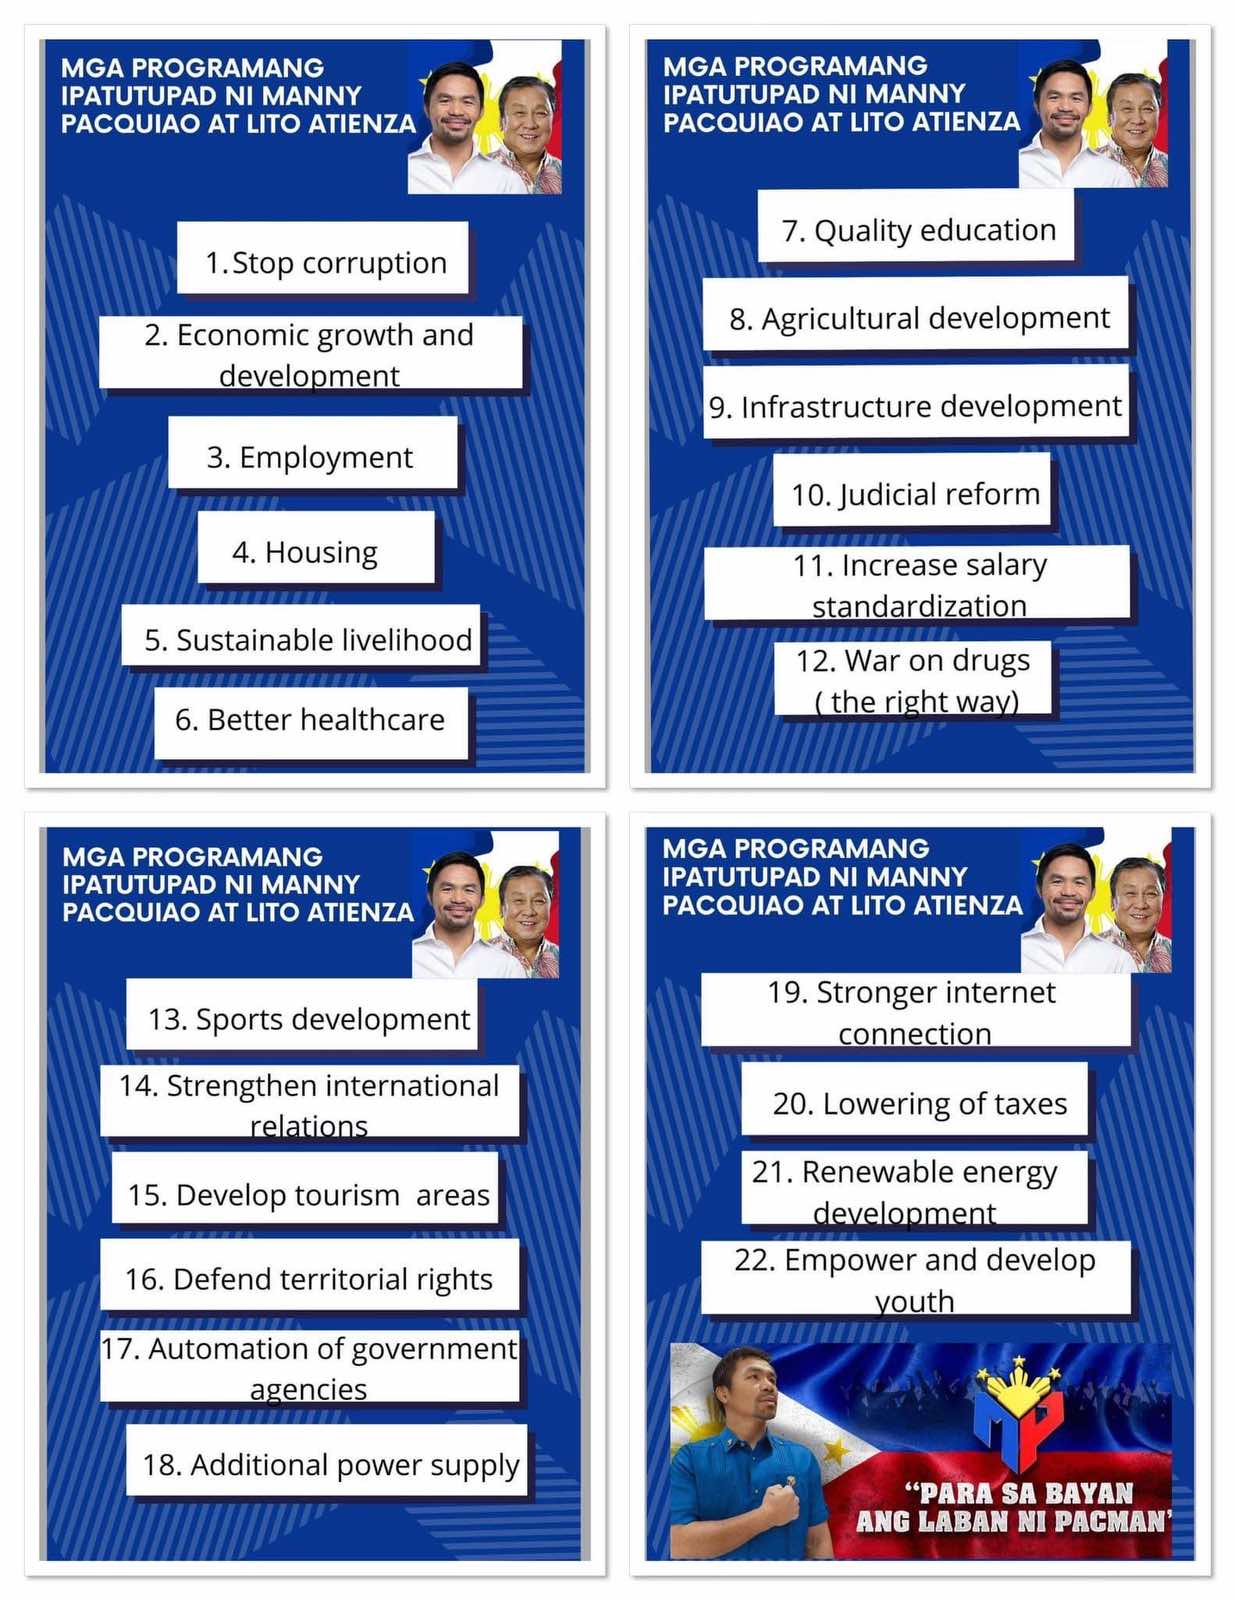 MGA PROGRAMANG
IPATUTUPAD NI MANNY
PACQUIAO AT LITO ATIENZA
1. Stop corruption
2. Economic growth and
development
3. Employment
4. Housing
5. Sustainable livelihood
6. Better healthcare
MGA PROGRAMANG
IPATUTUPAD NI MANNY
PACQUIAO AT LITO ATIENZA
7. Quality education
8. Agricultural development
9. Infrastructure development
10. Judicial reform
11. Increase salary
standardization
12. War on drugs
( the right way)
MGA PROGRAMANG
IPATUTUPAD NI MANNY
PACQUIAO AT LITO ATIENZA
13. Sports development
14. Strengthen international
relations
15. Develop tourism  areas
16. Defend territorial rights
17. Automation of government
agencies
18. Additional power supply
MGA PROGRAMANG
IPATUTUPAD NI MANNY
PACQUIAO AT LITO ATIENZA
19. Stronger internet
connection
20. Lowering of taxes
21. Renewable energy
development
22. Empower and develop
youth
MP
“PARA SA BAYAN
ANG LABAN NI PACMAN”